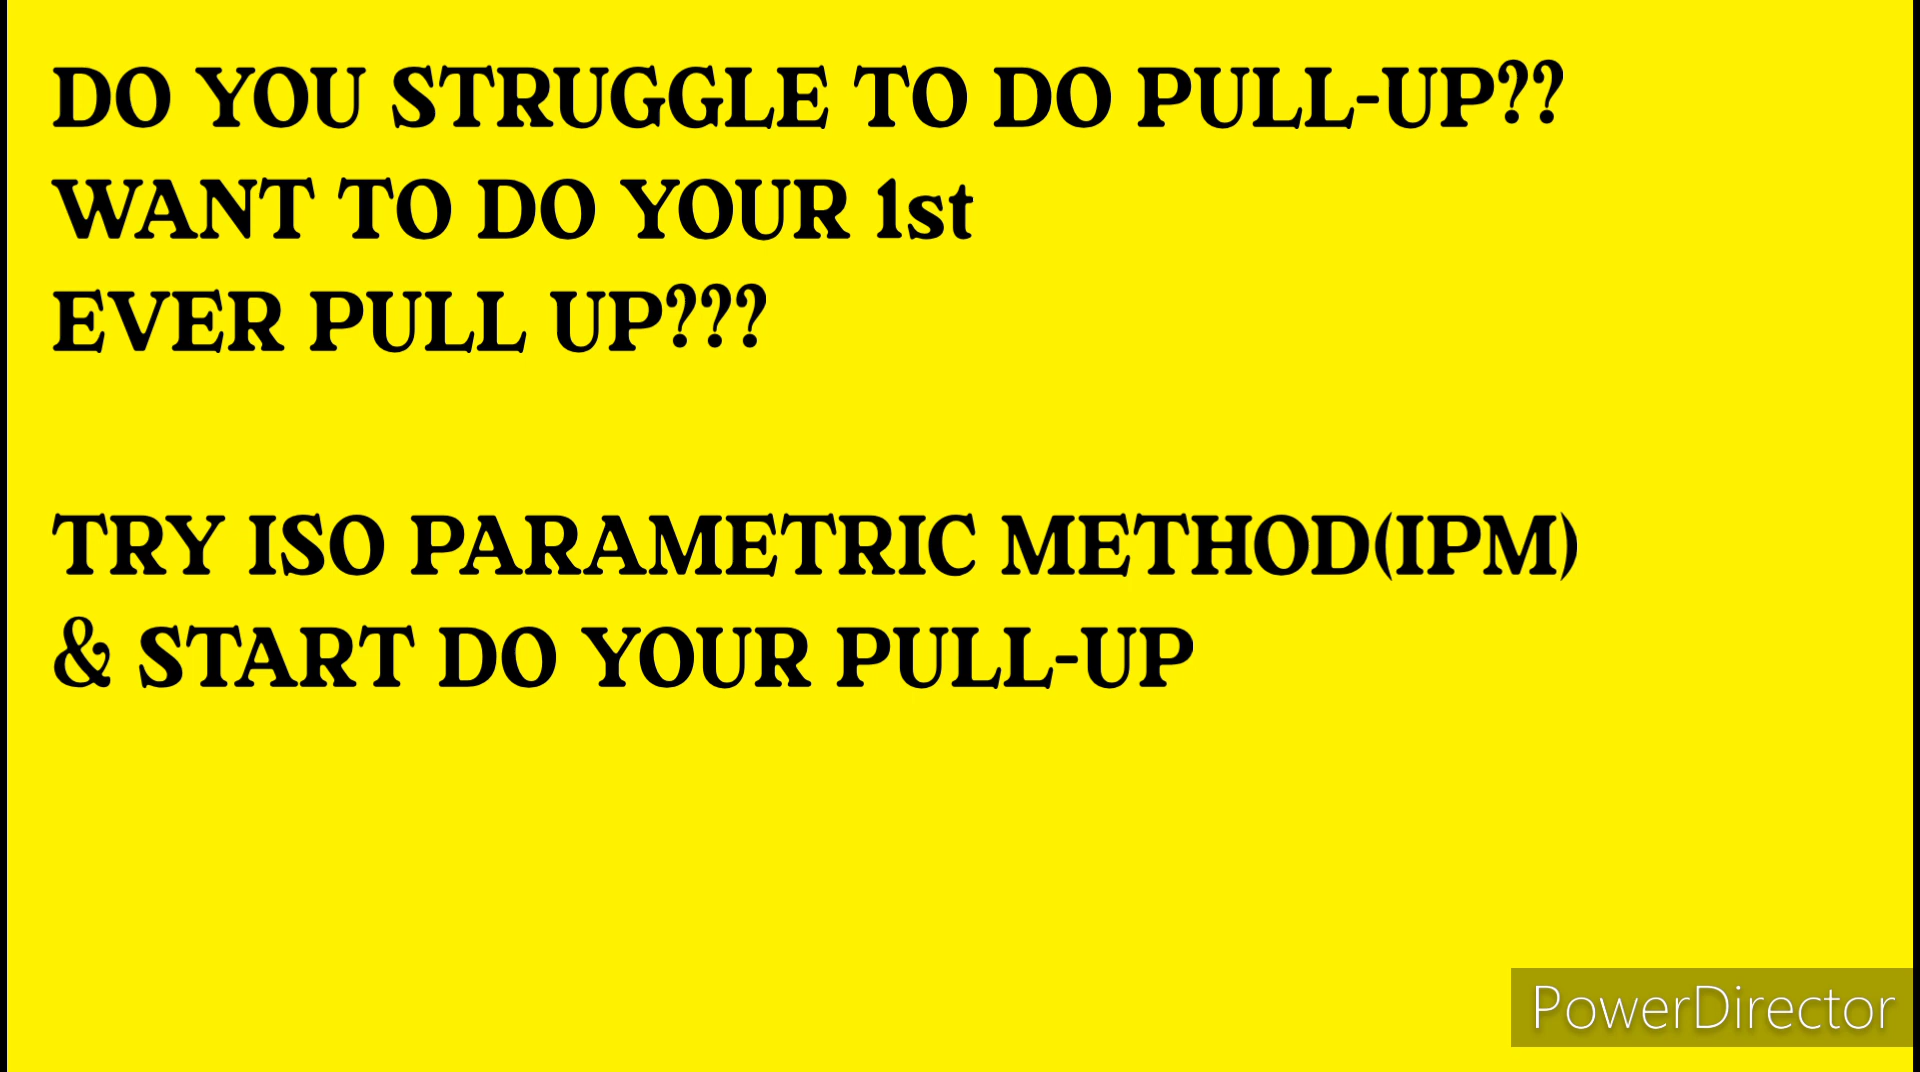 DO YOU STRUGGLE TO DO PULL-UP??
WANT TO DO YOUR 1st
EVER PULL UP???
TRY ISO PARAMETRIC METHOD(IPM)
& START DO YOUR PULL-UP
PowerDirector